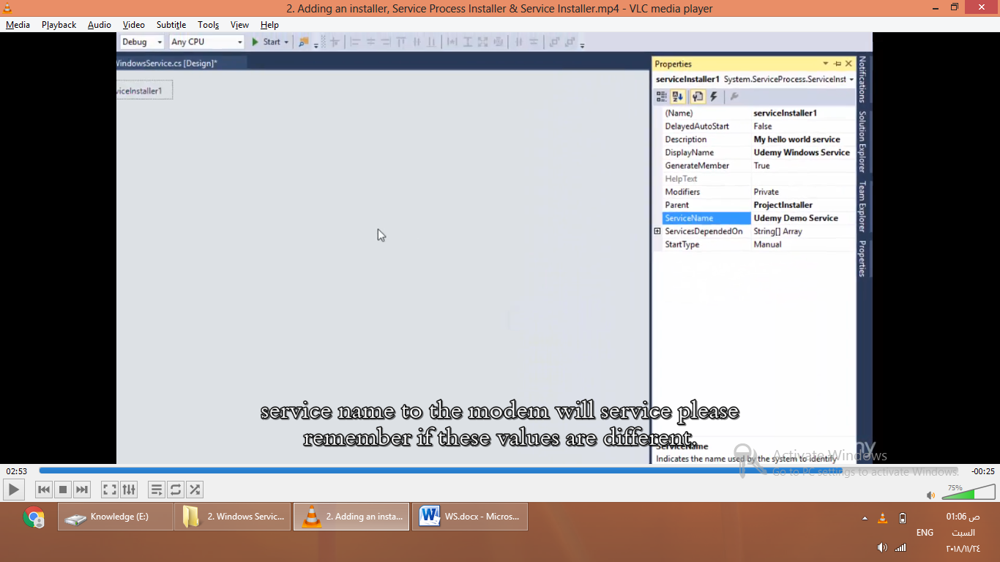 2. Adding an installer, Service Process Installer & Service Installer.mp4 - VLC media player
Media Playback Audio Video Subtitle Tools View Help
Debug Any CPU Start
WindowsService.cs [Design]*
viceInstaller1
Properties
serviceInstaller1 System.ServiceProcess.ServiceInst
(Name) serviceInstaller1
DelayedAutoStart False
Description My hello world service
DisplayName Udemy Windows Service
GenerateMember True
HelpText
Modifiers Private
Parent ProjectInstaller
ServiceName Udemy Demo Service
ServicesDependedOn String[] Array
StartType Manual
Notifications
Solution Explorer
Team Explorer
Properties
service name to the modem will service please
remember if these values are different.
ServiceName
Indicates the name used by the system to identify
Activate Windows
Go to PC settings to activate Windows.
02:53 -00:25
75%
Knowledge (E:) 2. Windows Servic... 2. Adding an insta... WS.docx - Micros...
ص 01:06
ENG السبت
٢٠١٨/١١/٢٤